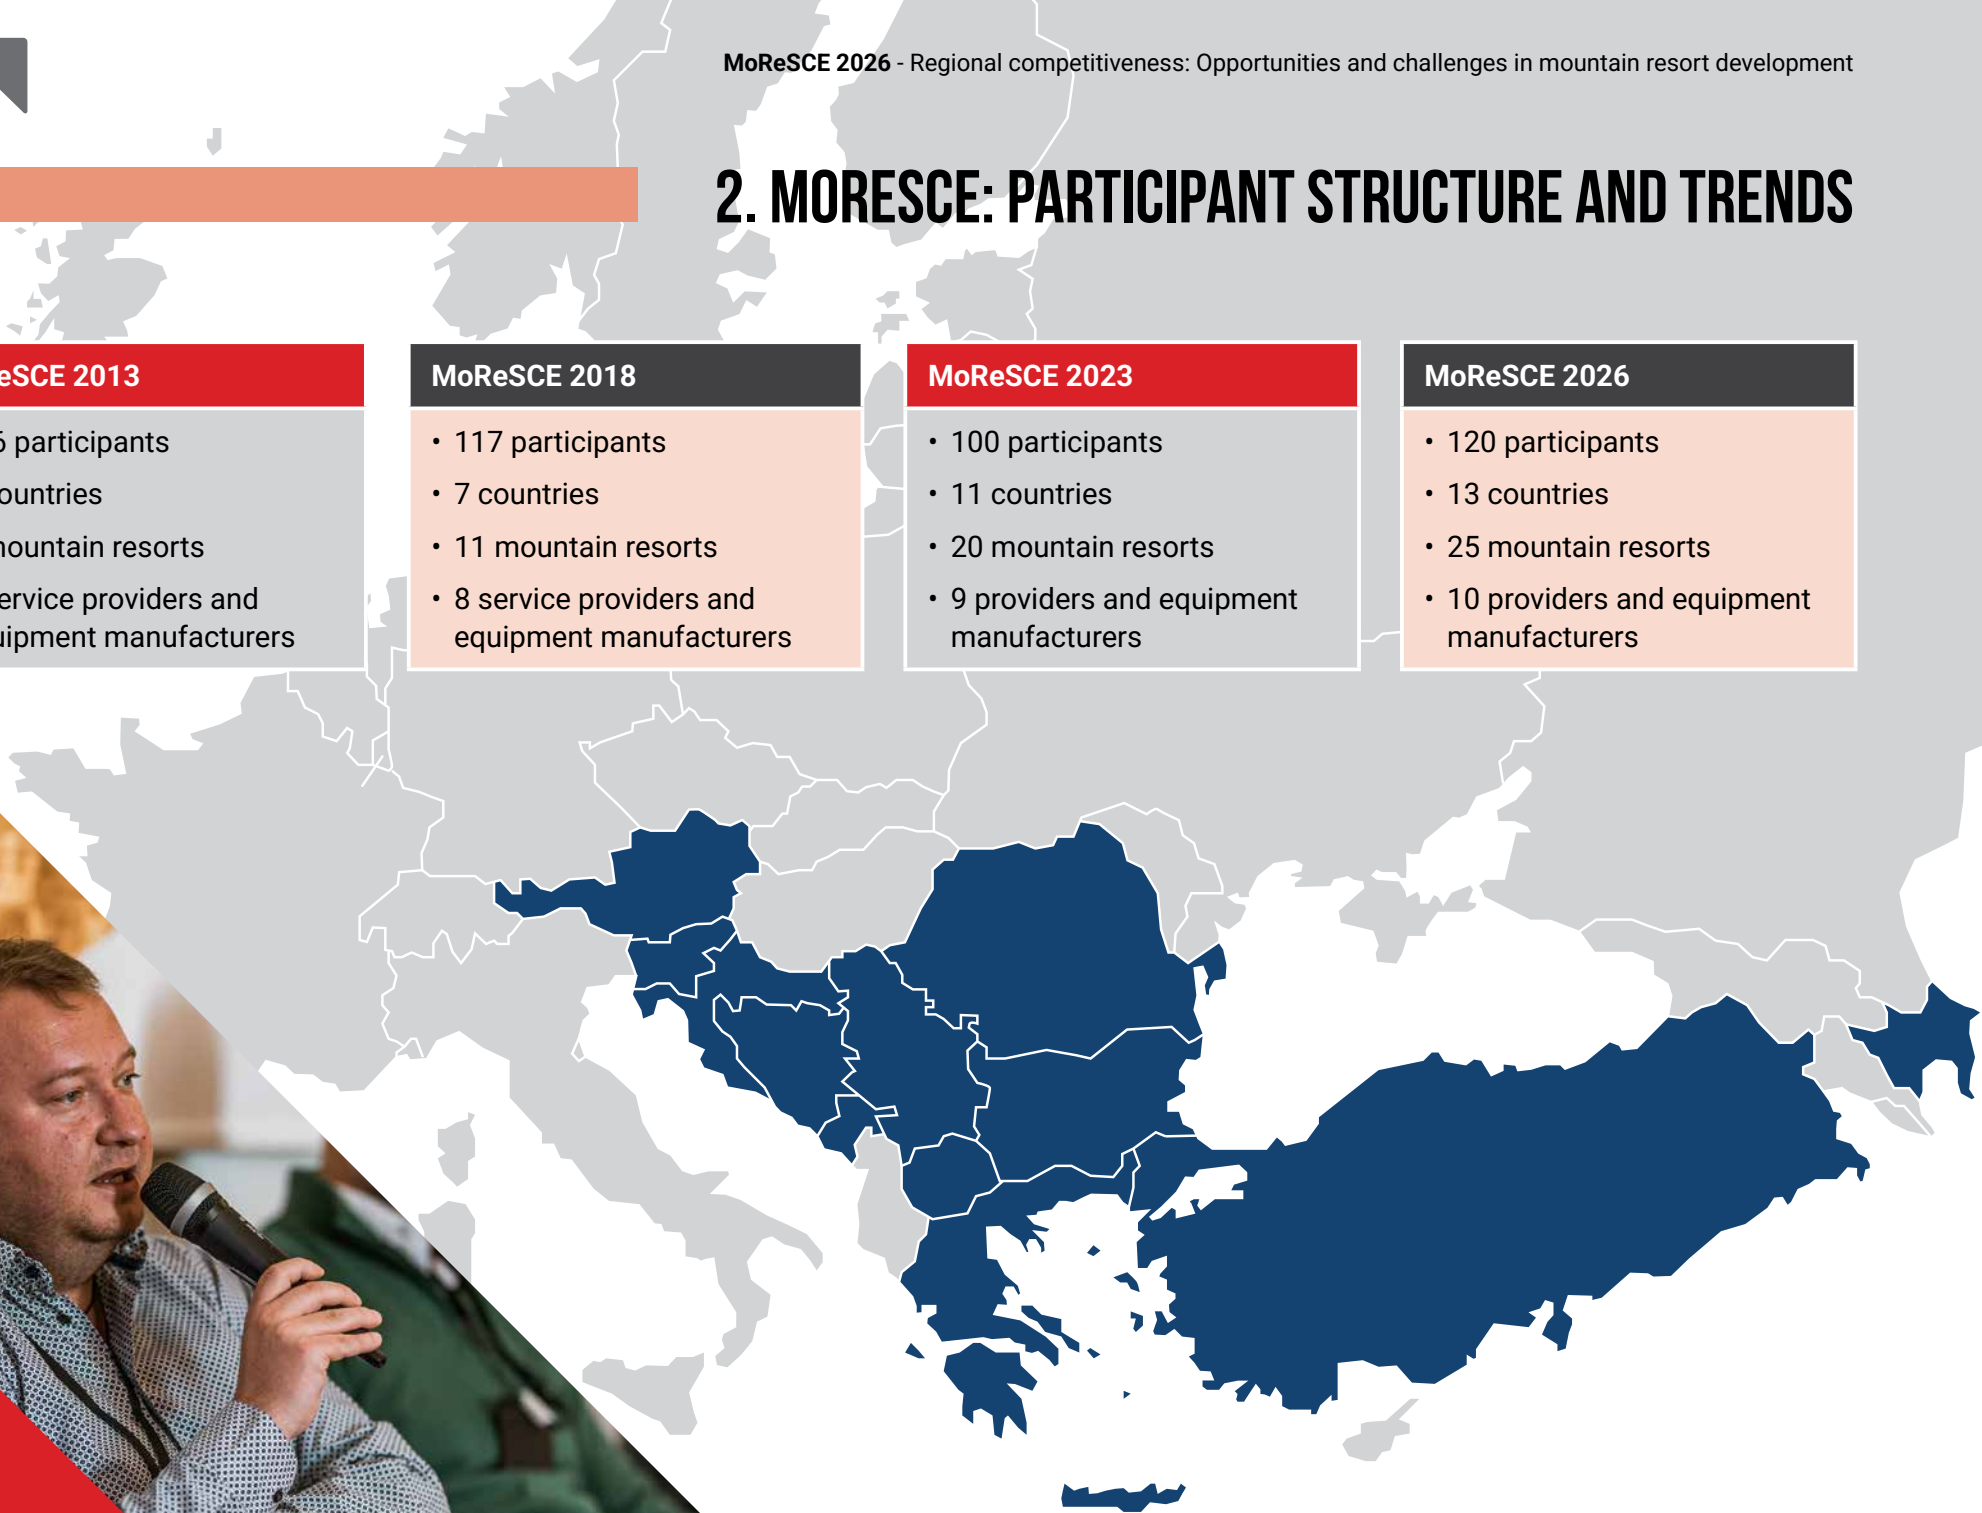 MoReSCE 2026 - Regional competitiveness: Opportunities and challenges in mountain resort development
2. MORESCE: PARTICIPANT STRUCTURE AND TRENDS
eSCE 2013
participants
ountries
ountain resorts
ervice providers and
uipment manufacturers
MoReSCE 2018
• 117 participants
• 7 countries
• 11 mountain resorts
• 8 service providers and
equipment manufacturers
MoReSCE 2023
• 100 participants
• 11 countries
• 20 mountain resorts
• 9 providers and equipment
manufacturers
MoReSCE 2026
• 120 participants
• 13 countries
• 25 mountain resorts
• 10 providers and equipment
manufacturers